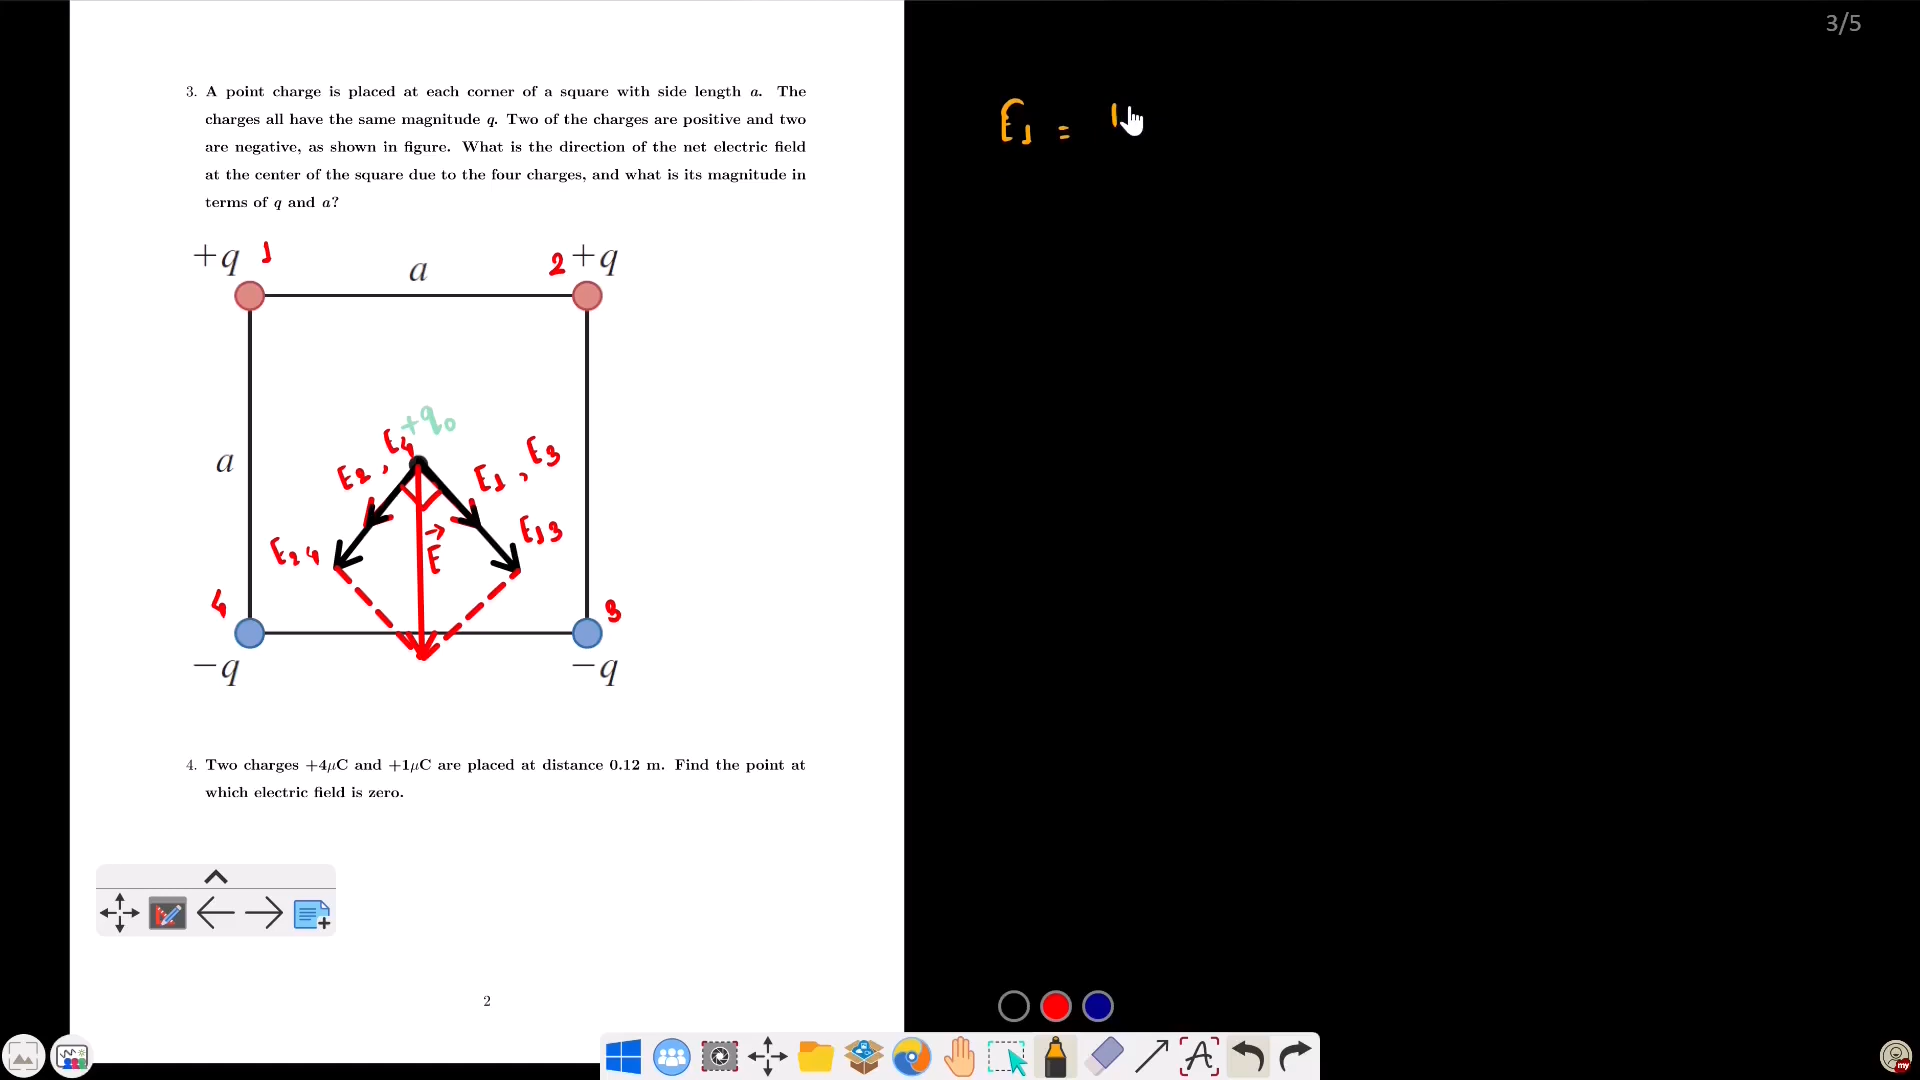 3/5
3. A point charge is placed at each corner of a square with side length a. The
charges all have the same magnitude q. Two of the charges are positive and two
are negative, as shown in figure. What is the direction of the net electric field
at the center of the square due to the four charges, and what is its magnitude in
terms of q and a?
E1 = 1
+q 1
a
2 +q
+q0
a
E2, E4
E1, E3
E24
E⃗
E13
4
3
−q
−q
4. Two charges +4μC and +1μC are placed at distance 0.12 m. Find the point at
which electric field is zero.
2